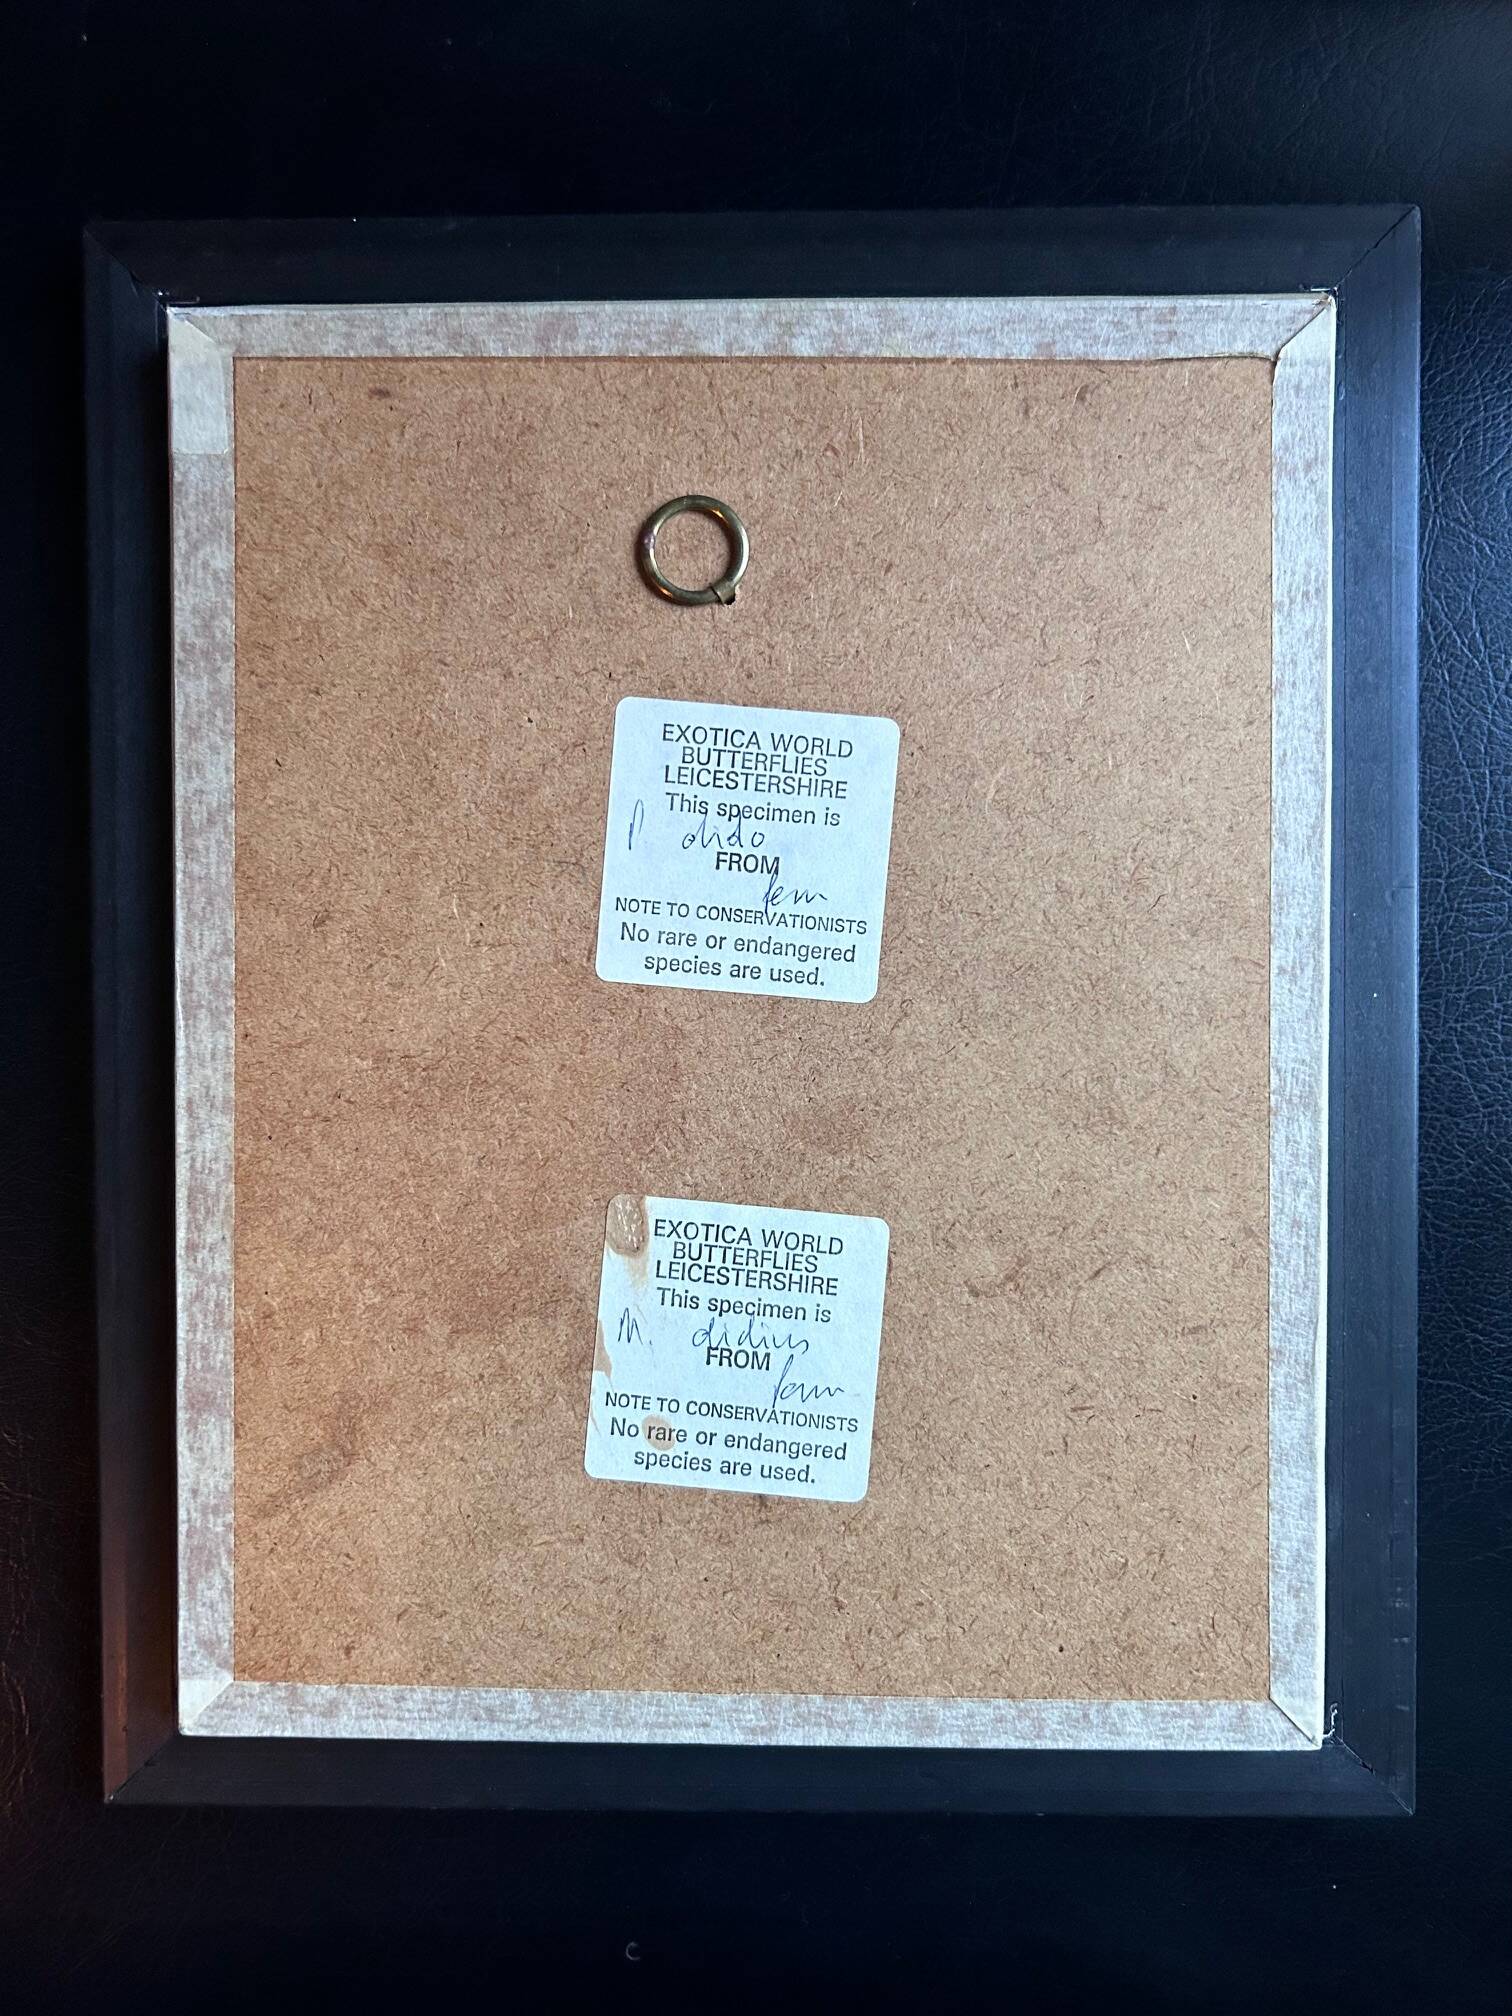 EXOTICA WORLD
BUTTERFLIES
LEICESTERSHIRE
This specimen is
P dido
FROM
NOTE TO CONSERVATIONISTS
No rare or endangered
species are used.
EXOTICA WORLD
BUTTERFLIES
LEICESTERSHIRE
This specimen is
M. didius
FROM
NOTE TO CONSERVATIONISTS
No rare or endangered
species are used.